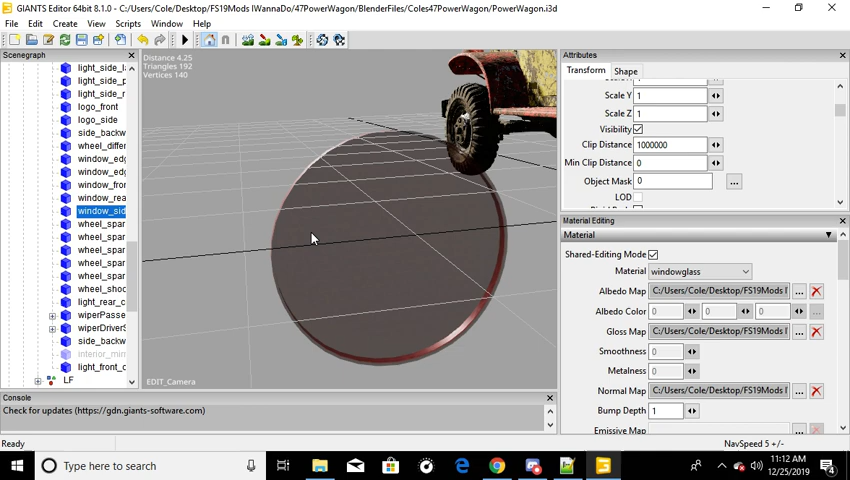 GIANTS Editor 64bit 8.1.0 - C:/Users/Cole/Desktop/FS19Mods IWannaDo/47PowerWagon/BlenderFiles/Coles47PowerWagon/PowerWagon.i3d
File Edit Create View Scripts Window Help
Scenegraph
light_side_la
light_side_p
light_side_r
logo_front
logo_side
side_backw
wheel_differ
window_edg
window_edg
window_fror
window_rea
window_sid
wheel_spar
wheel_spar
wheel_spar
wheel_spar
wheel_spar
wheel_shoc
light_rear_c
wiperPasse
wiperDriverS
side_backw
interior_mir
light_front_c
LF
Distance 4.25
Triangles 192
Vertices 140
EDIT_Camera
Attributes
Transform Shape
Scale Y 1
Scale Z 1
Visibility
Clip Distance 1000000
Min Clip Distance 0
Object Mask 0 ...
LOD
Material Editing
Material
Shared-Editing Mode
Material windowglass
Albedo Map C:/Users/Cole/Desktop/FS19Mods I ...
Albedo Color 0 0 0 ...
Gloss Map C:/Users/Cole/Desktop/FS19Mods I ...
Smoothness 0
Metalness 0
Normal Map C:/Users/Cole/Desktop/FS19Mods I ...
Bump Depth 1
Emissive Map ...
Console
Check for updates (https://gdn.giants-software.com)
Ready
NavSpeed 5 +/-
Type here to search
11:12 AM
12/25/2019
4